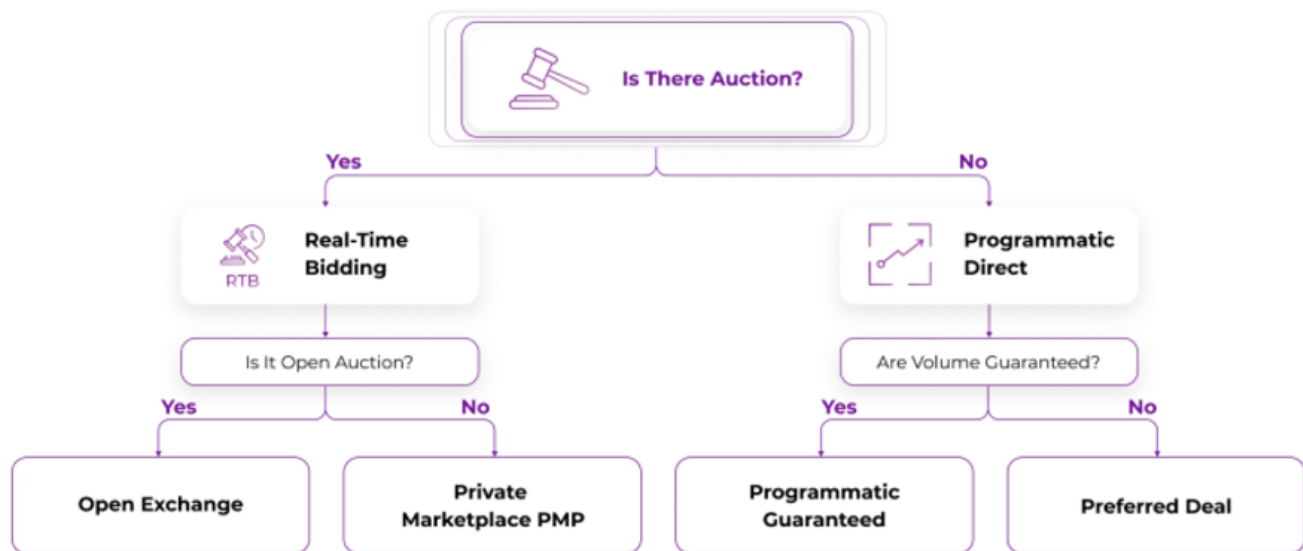 Is There Auction?
Yes
No
Real-Time
Bidding
RTB
Programmatic
Direct
Is It Open Auction?
Are Volume Guaranteed?
Yes
No
Yes
No
Open Exchange
Private
Marketplace PMP
Programmatic
Guaranteed
Preferred Deal